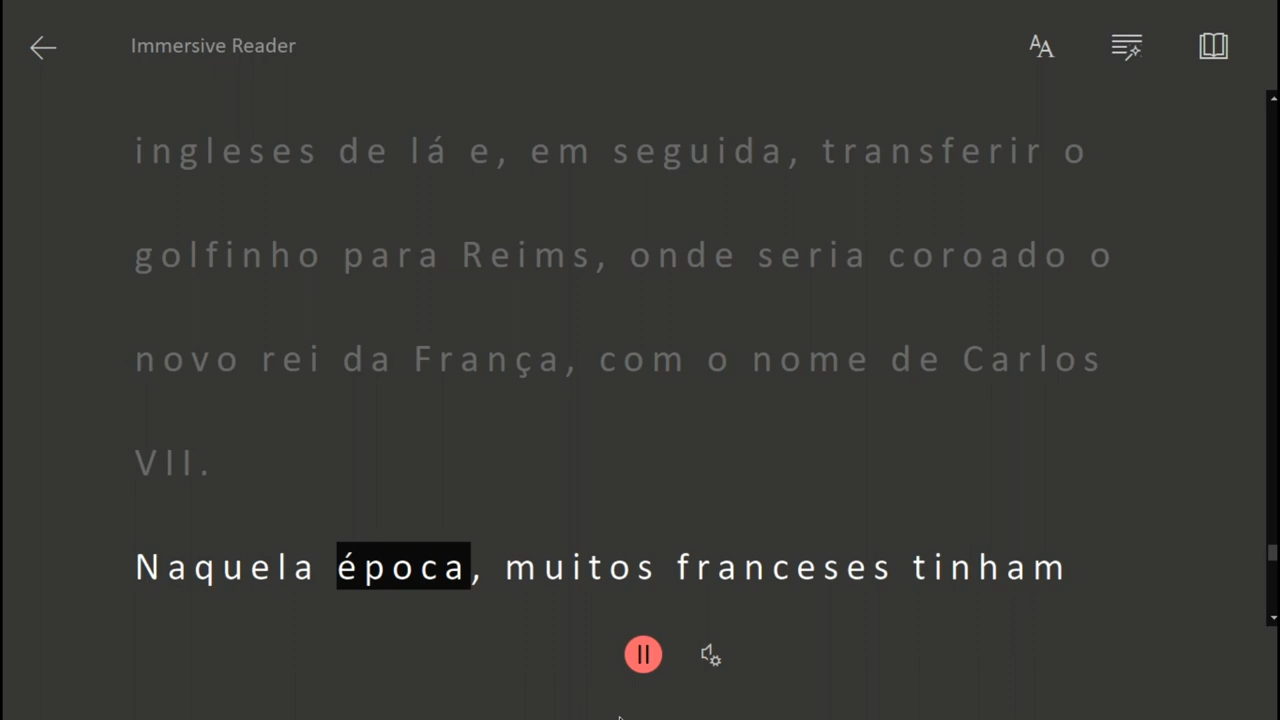 Immersive Reader
ingleses de lá e, em seguida, transferir o
golfinho para Reims, onde seria coroado o
novo rei da França, com o nome de Carlos
VII.
Naquela época, muitos franceses tinham